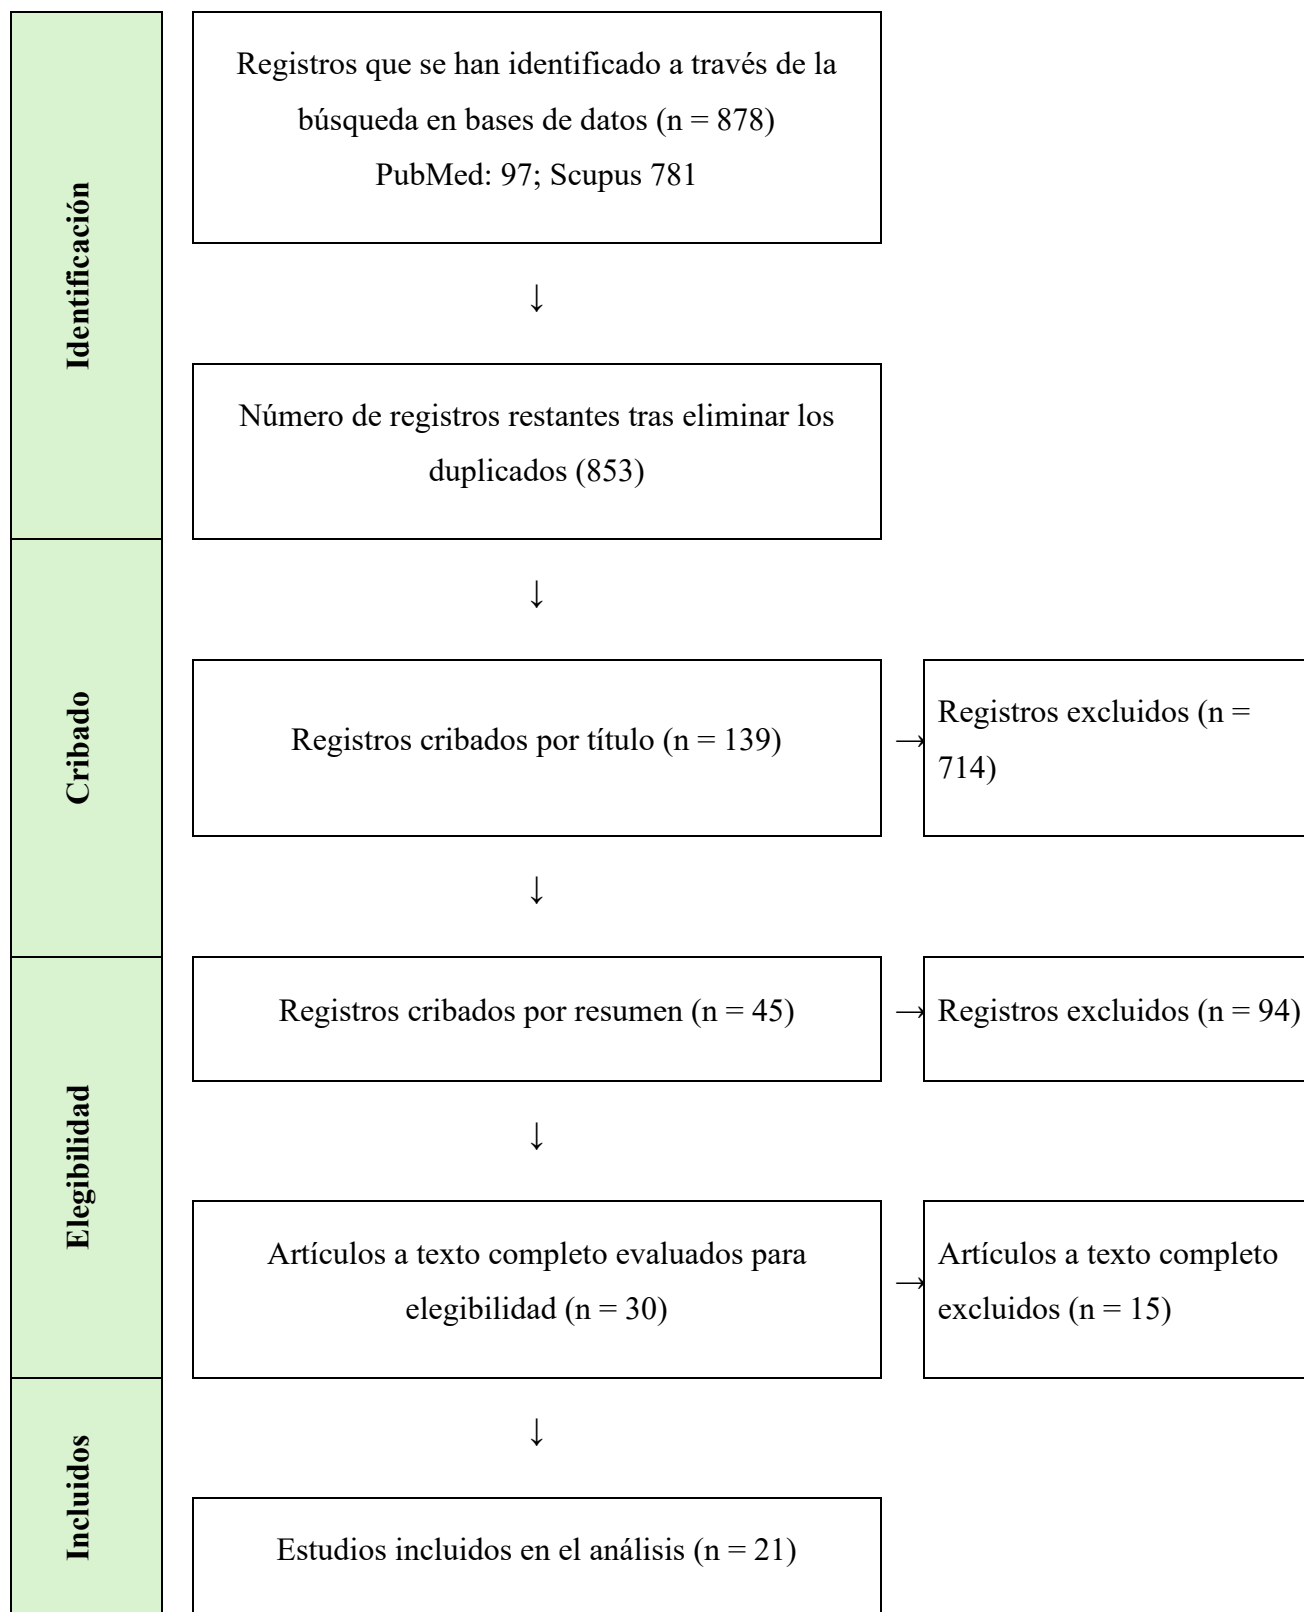 Identificación
Registros que se han identificado a través de la
búsqueda en bases de datos (n = 878)
PubMed: 97; Scupus 781
↓
Número de registros restantes tras eliminar los
duplicados (853)
↓
Cribado
Registros cribados por título (n = 139)
→
Registros excluidos (n =
714)
↓
Elegibilidad
Registros cribados por resumen (n = 45)
→
Registros excluidos (n = 94)
↓
Artículos a texto completo evaluados para
elegibilidad (n = 30)
→
Artículos a texto completo
excluidos (n = 15)
↓
Incluidos
Estudios incluidos en el análisis (n = 21)